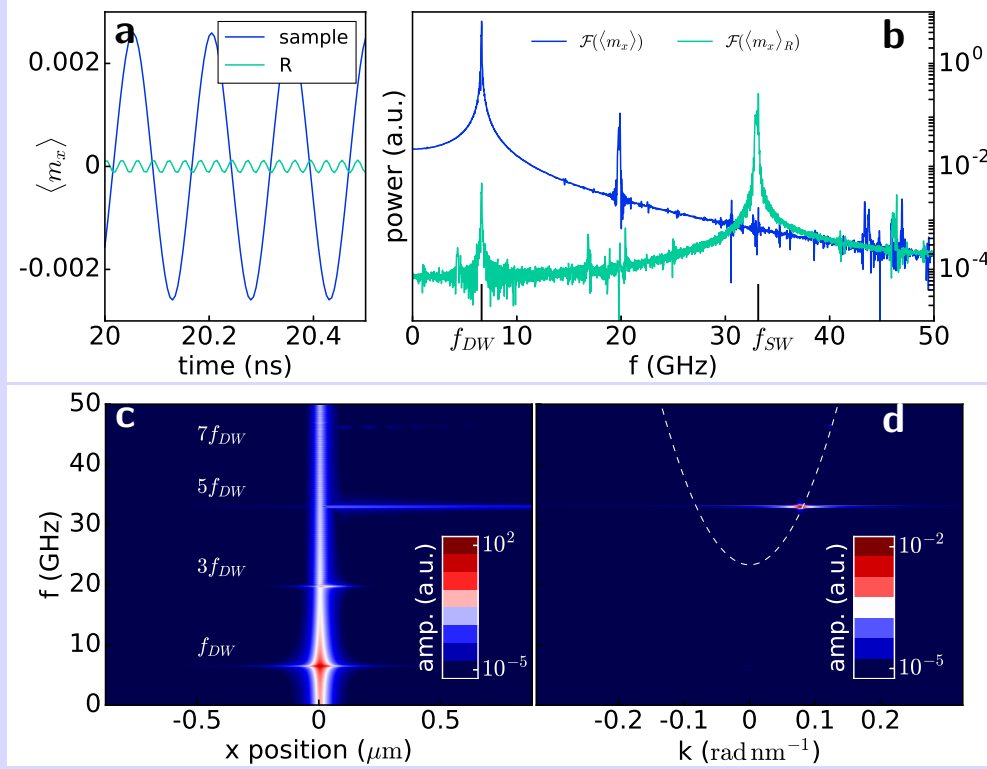 a
sample
R
0.002
0
-0.002
⟨m_x⟩
20 20.2 20.4
time (ns)
b
F(⟨m_x⟩) F(⟨m_x⟩_R)
power (a.u.)
10^0
10^-2
10^-4
0 10 20 30 40 50
f_DW f_SW
f (GHz)
c
50
40
30
20
10
0
f (GHz)
7f_DW
5f_DW
3f_DW
f_DW
amp. (a.u.)
10^2
10^-5
-0.5 0 0.5
x position (μm)
d
amp. (a.u.)
10^-2
10^-5
-0.2 -0.1 0 0.1 0.2
k (rad nm^-1)